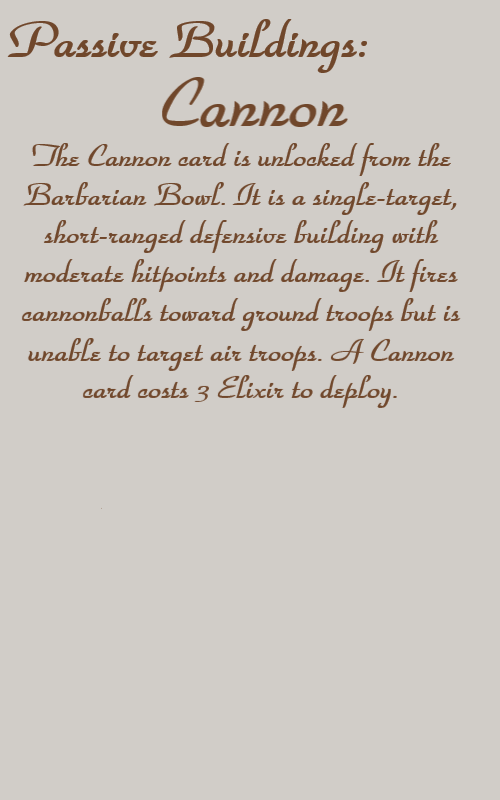 Passive Buildings:
Cannon
The Cannon card is unlocked from the
Barbarian Bowl. It is a single-target,
short-ranged defensive building with
moderate hitpoints and damage. It fires
cannonballs toward ground troops but is
unable to target air troops. A Cannon
card costs 3 Elixir to deploy.